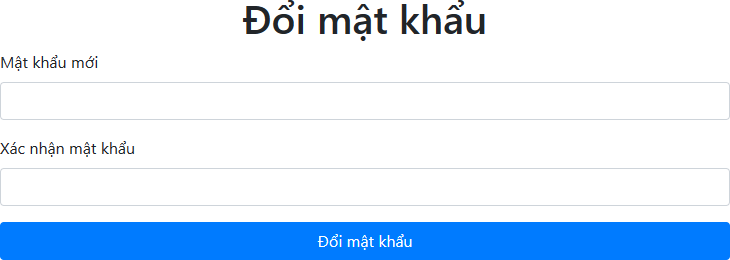 Đổi mật khẩu
Mật khẩu mới
Xác nhận mật khẩu
Đổi mật khẩu